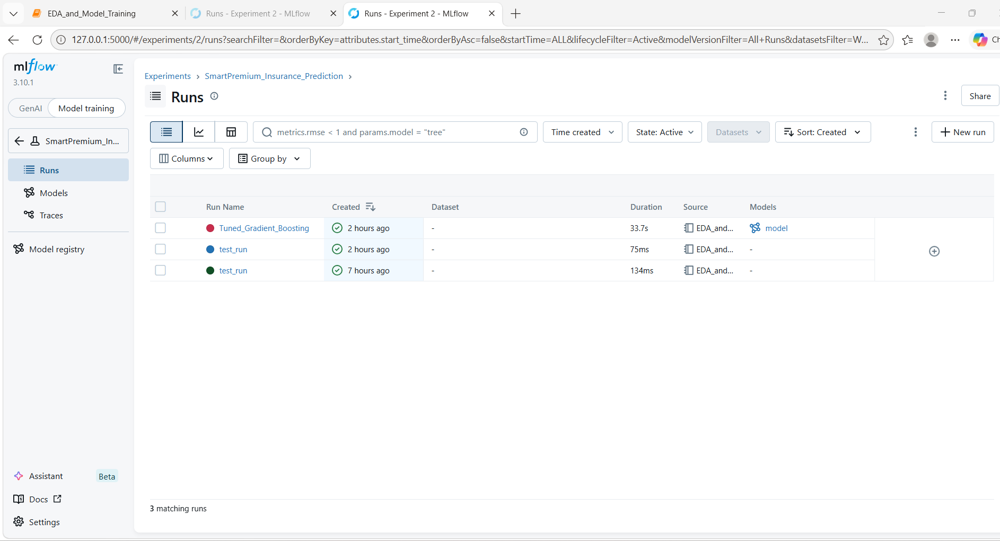 EDA_and_Model_Training
Runs - Experiment 2 - MLflow
Runs - Experiment 2 - MLflow
127.0.0.1:5000/#/experiments/2/runs?searchFilter=&orderByKey=attributes.start_time&orderByAsc=false&startTime=ALL&lifecycleFilter=Active&modelVersionFilter=All+Runs&datasetsFilter=W...
Ch
mlflow
3.10.1
GenAI
Model training
SmartPremium_In...
Runs
Models
Traces
Model registry
Assistant
Beta
Docs
Settings
Experiments > SmartPremium_Insurance_Prediction >
Runs
Share
metrics.rmse < 1 and params.model = "tree"
Time created
State: Active
Datasets
Sort: Created
New run
Columns
Group by
Run Name Created Dataset Duration Source Models
Tuned_Gradient_Boosting 2 hours ago - 33.7s EDA_and... model
test_run 2 hours ago - 75ms EDA_and... -
test_run 7 hours ago - 134ms EDA_and... -
3 matching runs